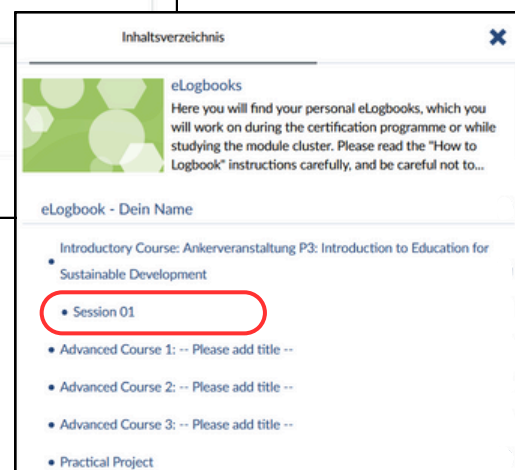 Inhaltsverzeichnis
eLogbooks
Here you will find your personal eLogbooks, which you
will work on during the certification programme or while
studying the module cluster. Please read the "How to
Logbook" instructions carefully, and be careful not to...
eLogbook - Dein Name
Introductory Course: Ankerveranstaltung P3: Introduction to Education for
Sustainable Development
Session 01
Advanced Course 1: -- Please add title --
Advanced Course 2: -- Please add title --
Advanced Course 3: -- Please add title --
Practical Project